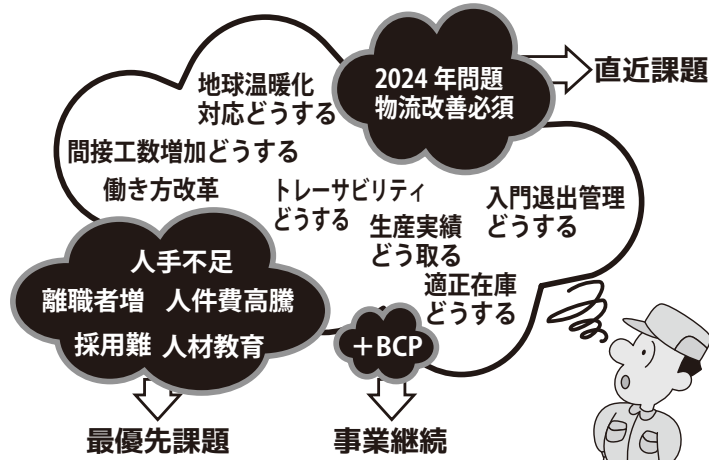 2024年問題
物流改善必須
直近課題
地球温暖化
対応どうする
間接工数増加どうする
働き方改革
トレーサビリティ
どうする
生産実績
どう取る
入門退出管理
どうする
適正在庫
どうする
人手不足
離職者増 人件費高騰
採用難 人材教育
+BCP
最優先課題
事業継続